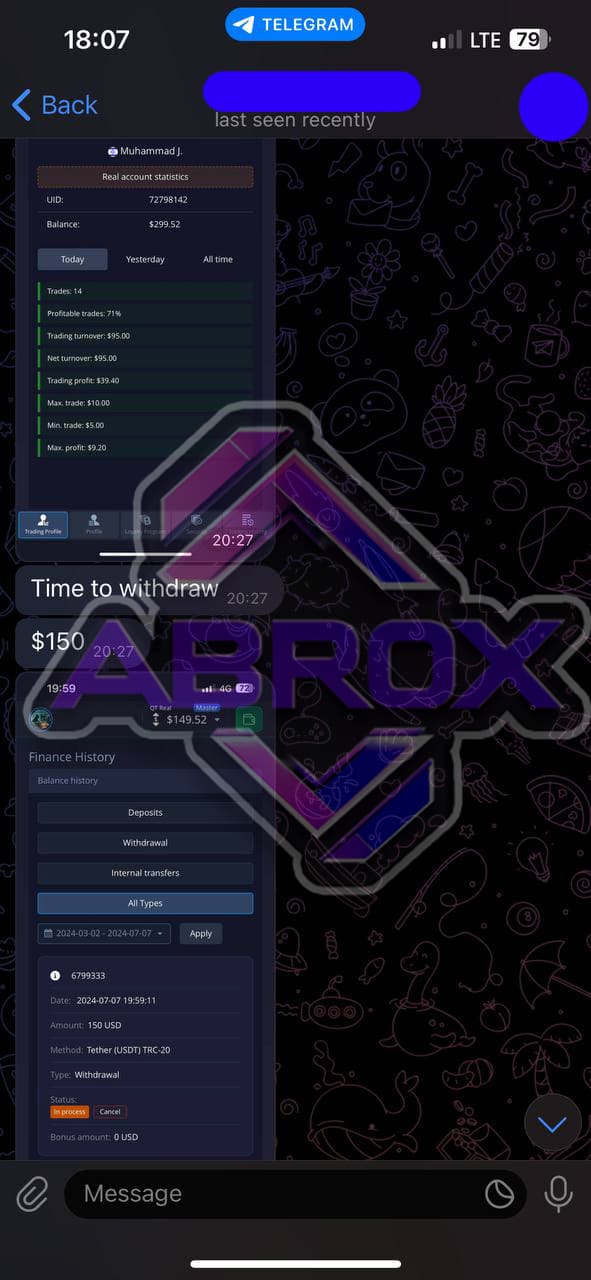 18:07
TELEGRAM
LTE
79
Back
last seen recently
Muhammad J.
Real account statistics
UID: 72798142
Balance: $299.52
Today Yesterday All time
Trades: 14
Profitable trades: 71%
Trading turnover: $95.00
Net turnover: $95.00
Trading profit: $39.40
Max. trade: $10.00
Min. trade: $5.00
Max. profit: $9.20
Trading Profile
Profile
20:27
Time to withdraw 20:27
$150 20:27
ABROX
19:59
4G 72
QT Real Master
$149.52
Finance History
Balance history
Deposits
Withdrawal
Internal transfers
All Types
2024-03-02 - 2024-07-07
Apply
6799333
Date: 2024-07-07 19:59:11
Amount: 150 USD
Method: Tether (USDT) TRC-20
Type: Withdrawal
Status:
In process Cancel
Bonus amount: 0 USD
Message